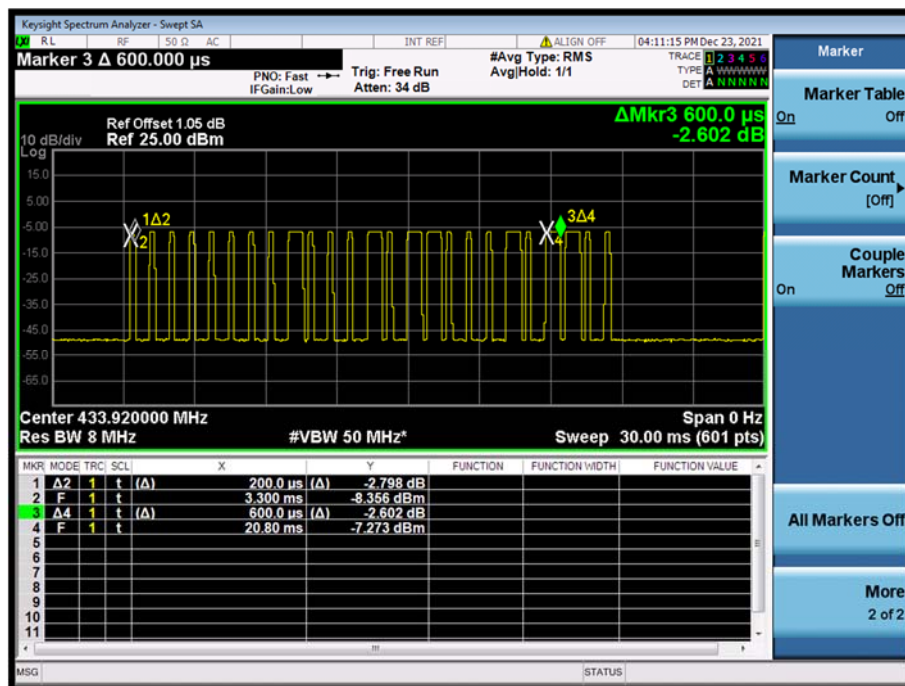 Keysight Spectrum Analyzer - Swept SA
RL RF 50 Ω AC INT REF ALIGN OFF 04:11:15 PM Dec 23, 2021
Marker 3 Δ 600.000 µs
PNO: Fast
IFGain:Low
Trig: Free Run
Atten: 34 dB
#Avg Type: RMS
Avg|Hold: 1/1
TRACE 1 2 3 4 5 6
TYPE A WWWWW
DET A N N N N N
ΔMkr3 600.0 µs
-2.602 dB
Ref Offset 1.05 dB
10 dB/div Ref 25.00 dBm
Log
15.0
5.00
-5.00
-15.0
-25.0
-35.0
-45.0
-55.0
-65.0
1Δ2
2
3Δ4
4
Center 433.920000 MHz Span 0 Hz
Res BW 8 MHz #VBW 50 MHz* Sweep 30.00 ms (601 pts)
MKR MODE TRC SCL X Y FUNCTION FUNCTION WIDTH FUNCTION VALUE
1 Δ2 1 t (Δ) 200.0 µs (Δ) -2.798 dB
2 F 1 t 3.300 ms -8.356 dBm
3 Δ4 1 t (Δ) 600.0 µs (Δ) -2.602 dB
4 F 1 t 20.80 ms -7.273 dBm
5
6
7
8
9
10
11
MSG STATUS
Marker
Marker Table
On Off
Marker Count
[Off]
Couple
Markers
On Off
All Markers Off
More
2 of 2